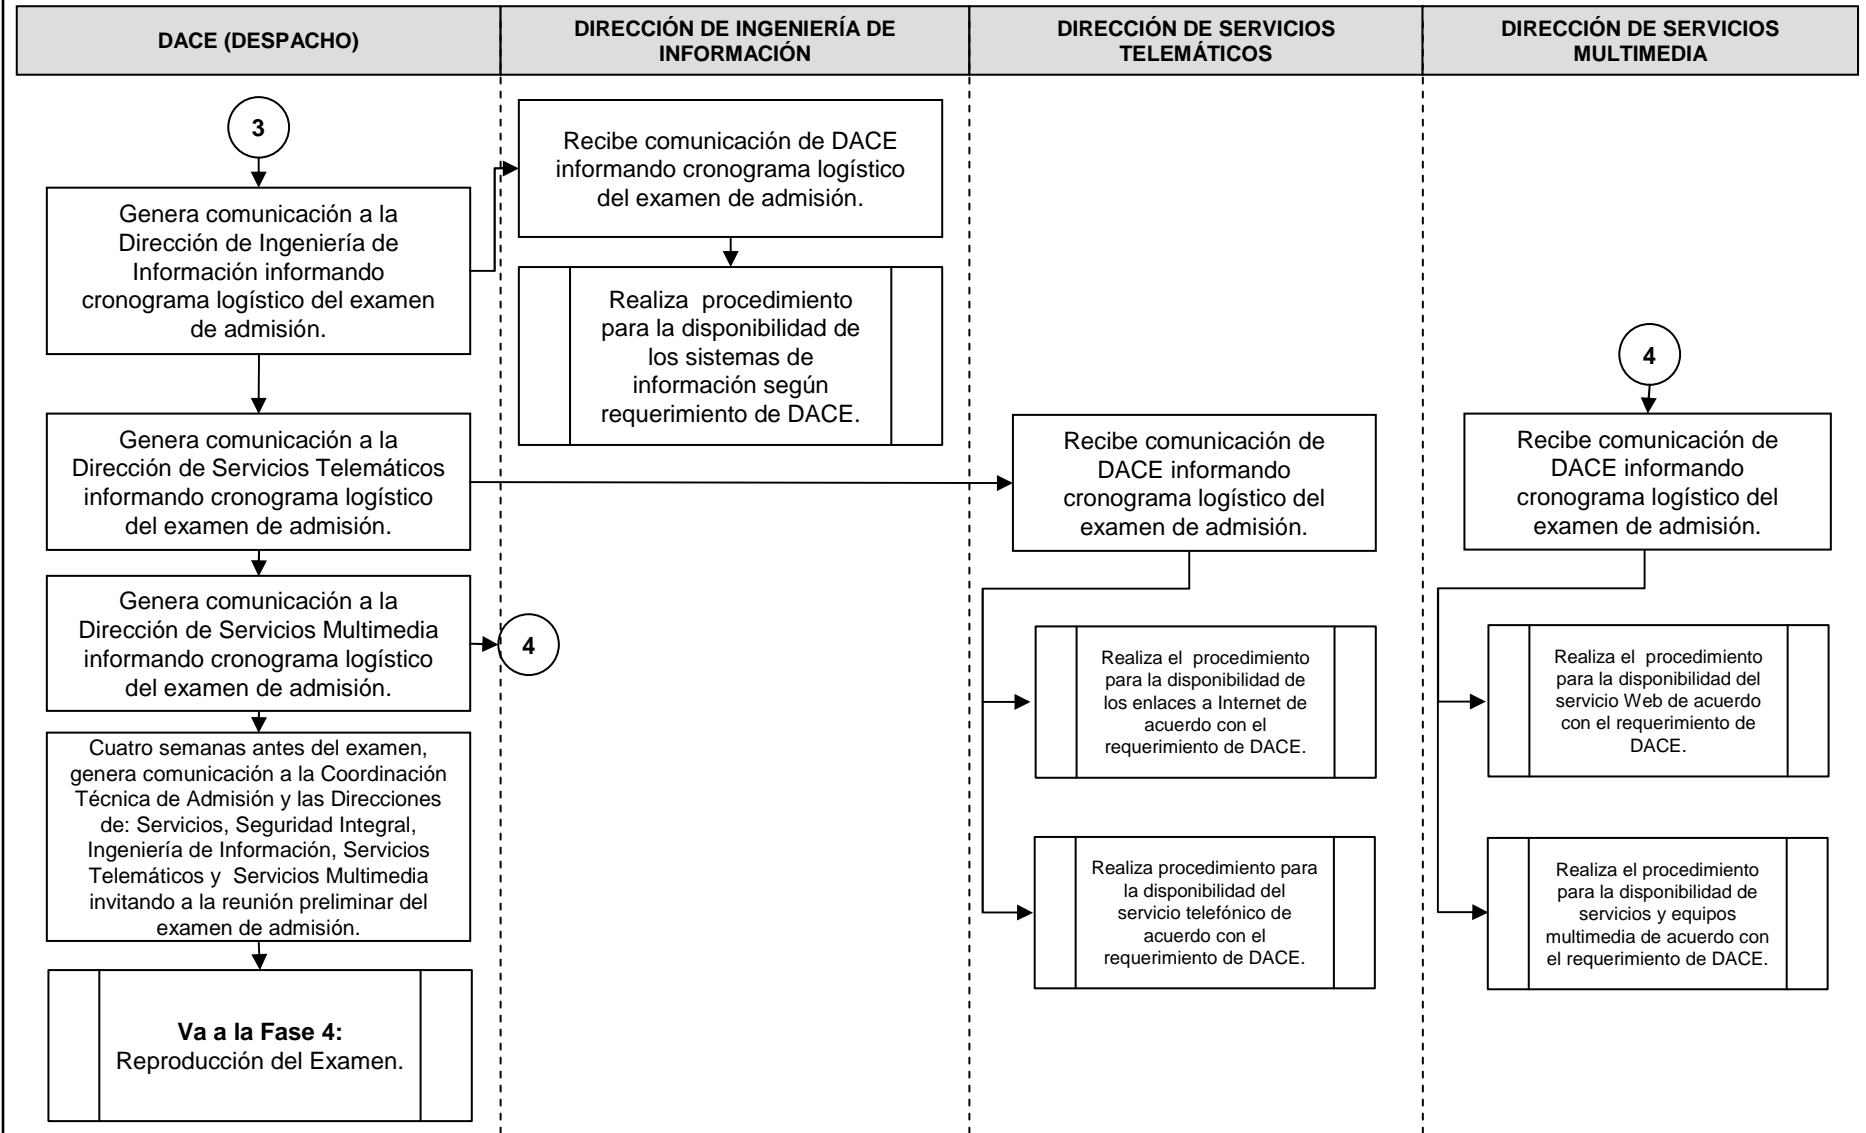 DACE (DESPACHO)
DIRECCIÓN DE INGENIERÍA DE
INFORMACIÓN
DIRECCIÓN DE SERVICIOS
TELEMÁTICOS
DIRECCIÓN DE SERVICIOS
MULTIMEDIA
3
Genera comunicación a la
Dirección de Ingeniería de
Información informando
cronograma logístico del examen
de admisión.
Genera comunicación a la
Dirección de Servicios Telemáticos
informando cronograma logístico
del examen de admisión.
Genera comunicación a la
Dirección de Servicios Multimedia
informando cronograma logístico
del examen de admisión.
4
Cuatro semanas antes del examen,
genera comunicación a la Coordinación
Técnica de Admisión y las Direcciones
de: Servicios, Seguridad Integral,
Ingeniería de Información, Servicios
Telemáticos y  Servicios Multimedia
invitando a la reunión preliminar del
examen de admisión.
Va a la Fase 4:
Reproducción del Examen.
Recibe comunicación de DACE
informando cronograma logístico
del examen de admisión.
Realiza  procedimiento
para la disponibilidad de
los sistemas de
información según
requerimiento de DACE.
Recibe comunicación de
DACE informando
cronograma logístico del
examen de admisión.
Realiza el  procedimiento
para la disponibilidad de
los enlaces a Internet de
acuerdo con el
requerimiento de DACE.
Realiza procedimiento para
la disponibilidad del
servicio telefónico de
acuerdo con el
requerimiento de DACE.
4
Recibe comunicación de
DACE informando
cronograma logístico del
examen de admisión.
Realiza el  procedimiento
para la disponibilidad del
servicio Web de acuerdo
con el requerimiento de
DACE.
Realiza el procedimiento
para la disponibilidad de
servicios y equipos
multimedia de acuerdo con
el requerimiento de DACE.